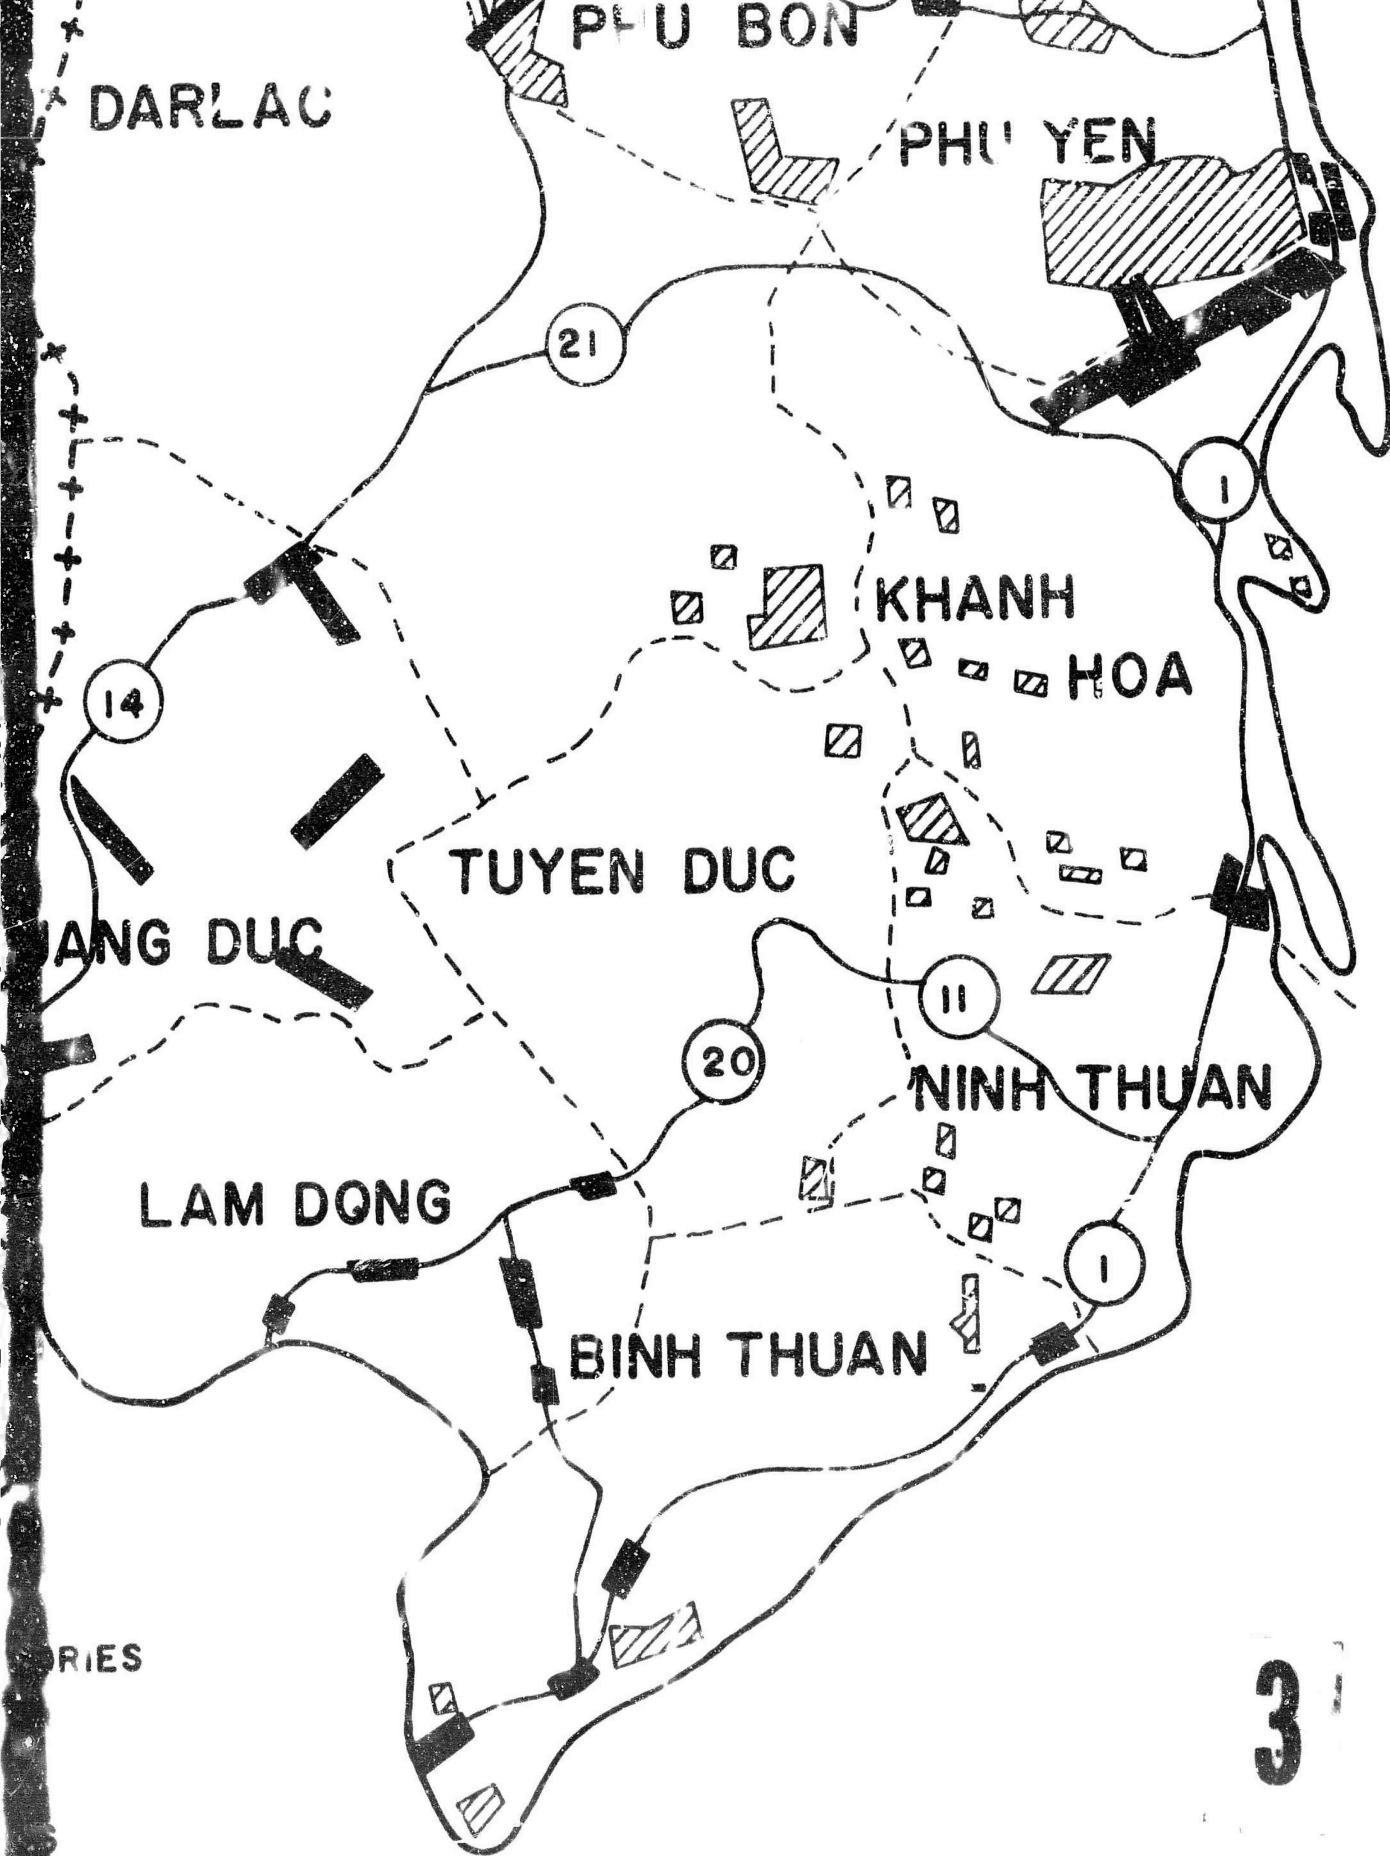 PHU BON
DARLAC
PHU YEN
21
1
KHANH
HOA
14
TUYEN DUC
UANG DUC
11
20
NINH THUAN
LAM DONG
1
BINH THUAN
RIES
3